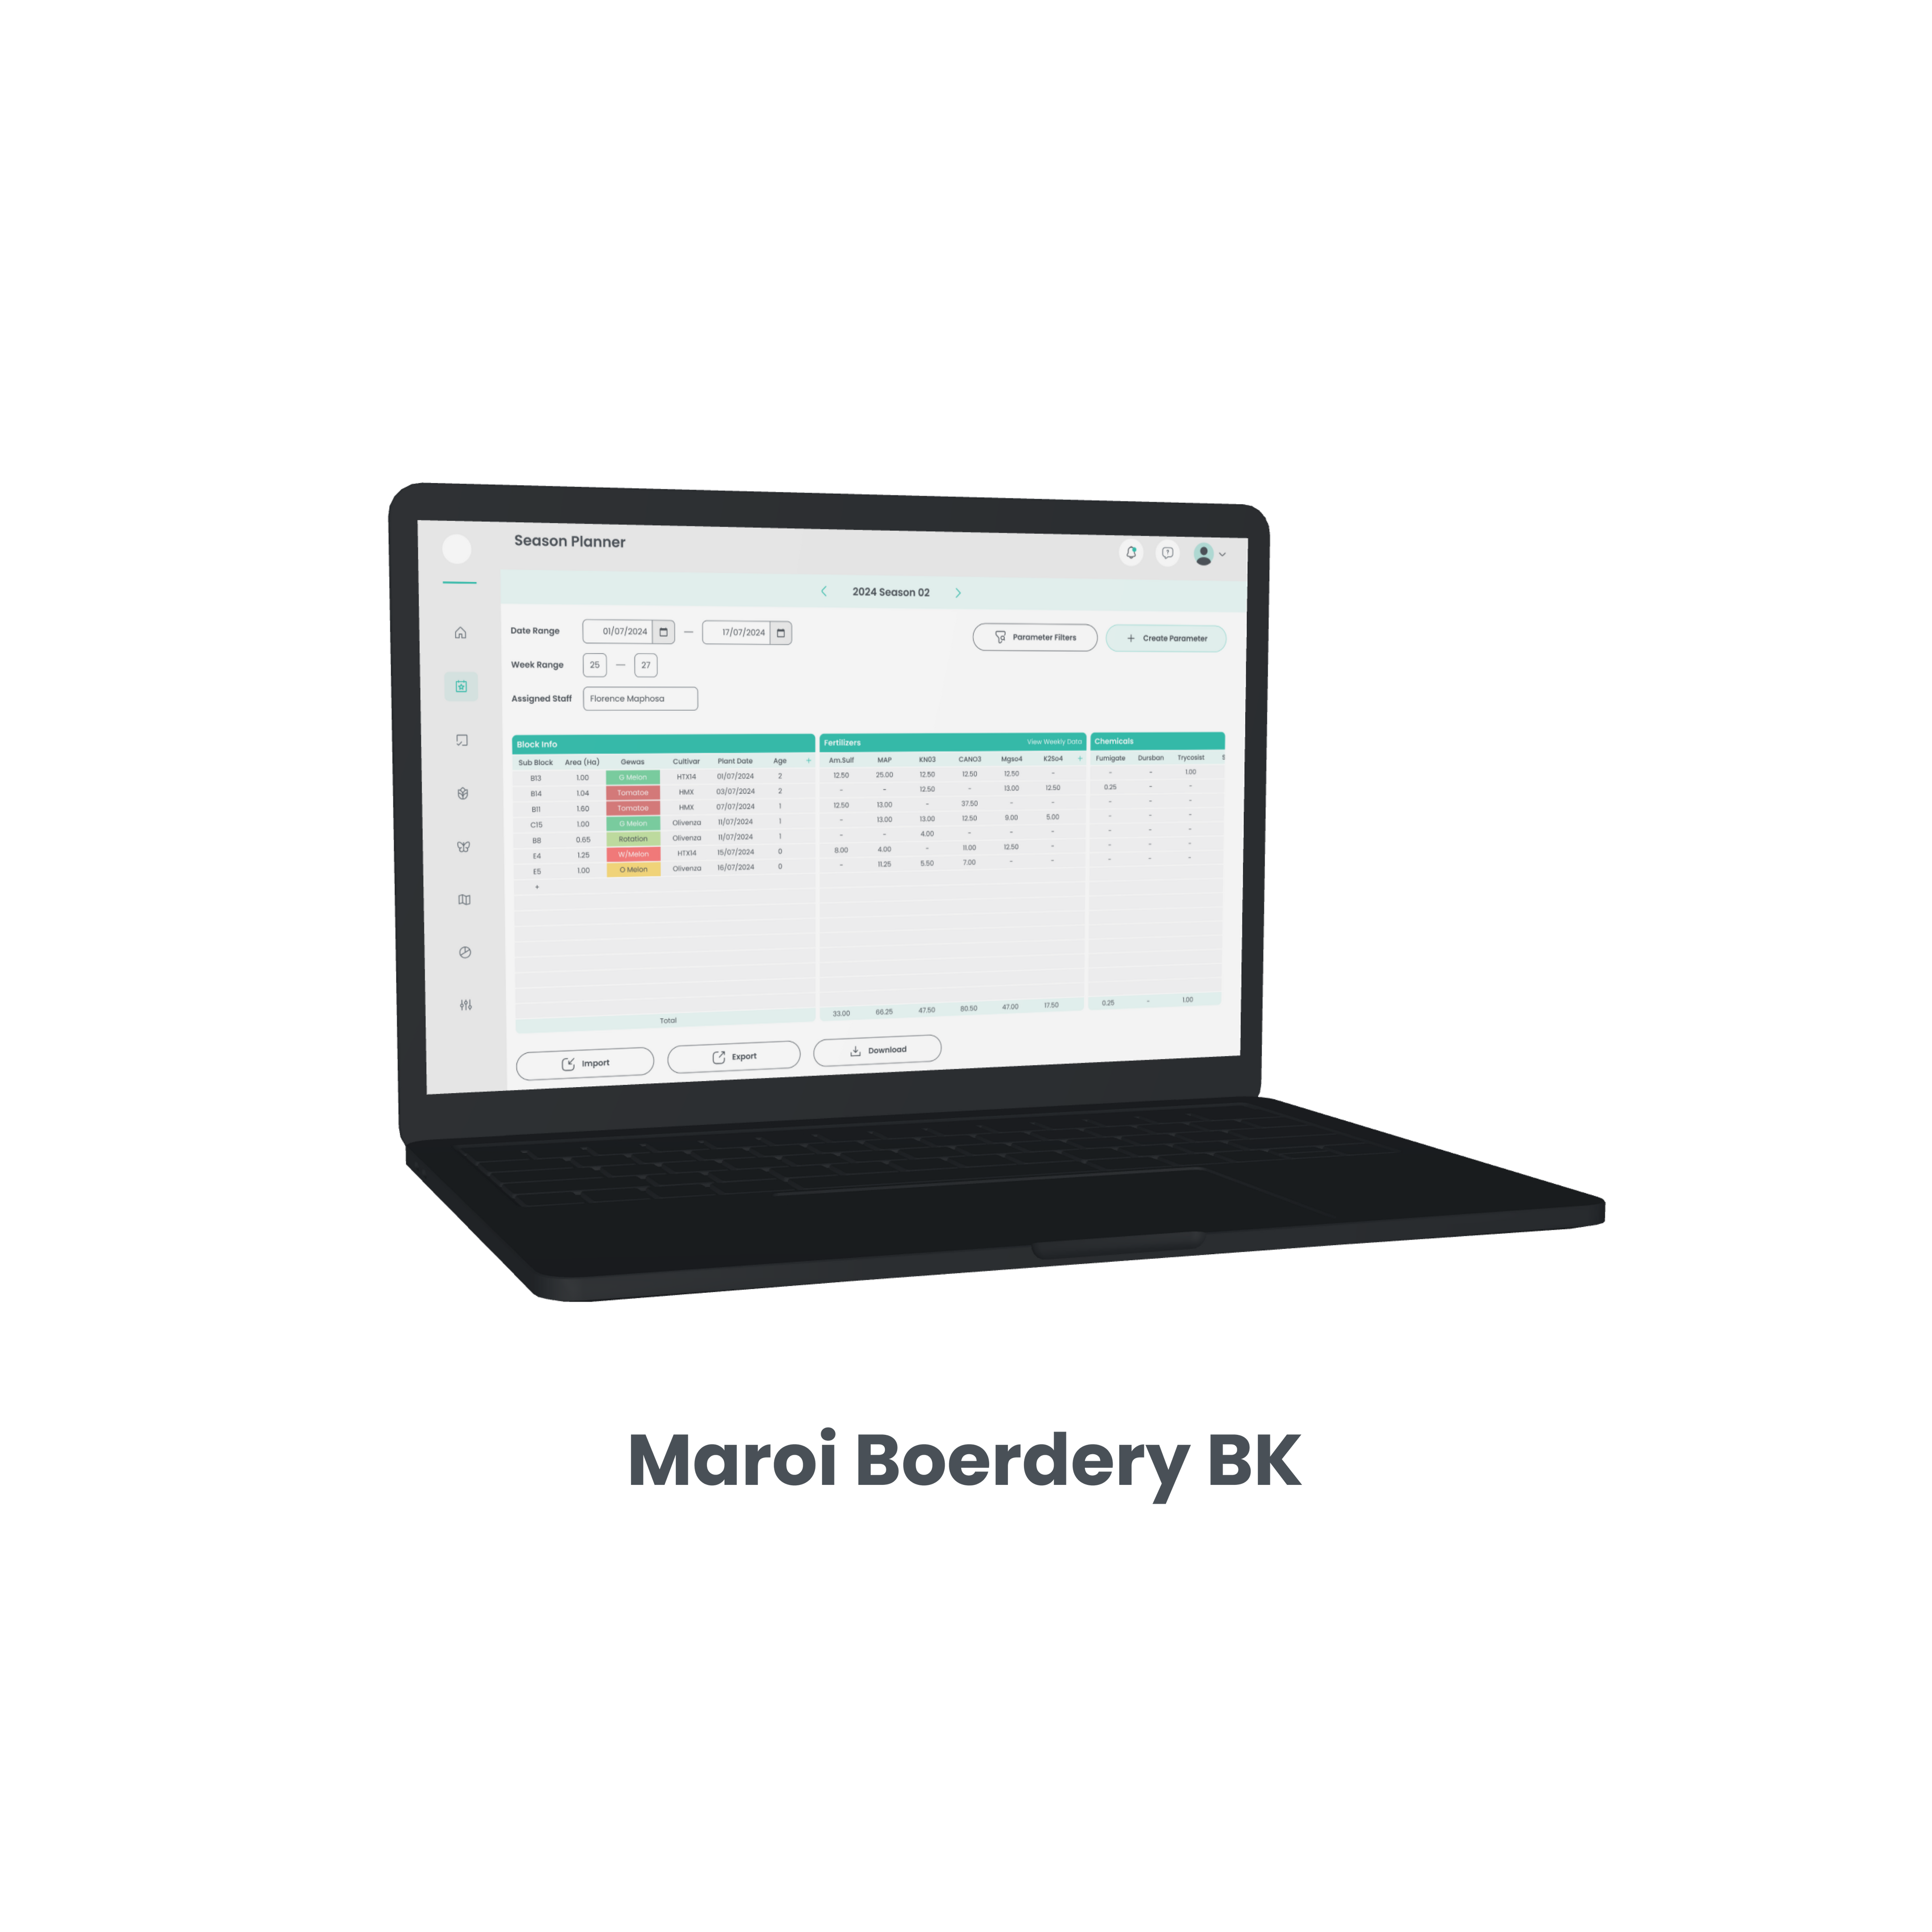 Season Planner
2024 Season 02
Date Range 01/07/2024 — 17/07/2024 Parameter Filters + Create Parameter
Week Range 25 — 27
Assigned Staff Florence Maphosa
Block Info Fertilizers View Weekly Data Chemicals
Sub Block Area (Ha) Gewas Cultivar Plant Date Age + Am.Sulf MAP KN03 CANO3 Mgso4 K2So4 + Fumigate Dursban Trycosist S
B13 1.00 G Melon HTX14 01/07/2024 2 12.50 25.00 12.50 12.50 12.50 - - - 1.00
B14 1.04 Tomatoe HMX 03/07/2024 2 - - 12.50 - 13.00 12.50 0.25 - -
B11 1.60 Tomatoe HMX 07/07/2024 1 12.50 13.00 - 37.50 - - - - -
C15 1.00 G Melon Olivenza 11/07/2024 1 - 13.00 13.00 12.50 9.00 5.00 - - -
B8 0.65 Rotation Olivenza 11/07/2024 1 - - 4.00 - - - - - -
E4 1.25 W/Melon HTX14 15/07/2024 0 8.00 4.00 - 11.00 12.50 - - - -
E5 1.00 O Melon Olivenza 16/07/2024 0 - 11.25 5.50 7.00 - - - - -
+
Total 33.00 66.25 47.50 80.50 47.00 17.50 0.25 - 1.00
Import Export Download
Maroi Boerdery BK